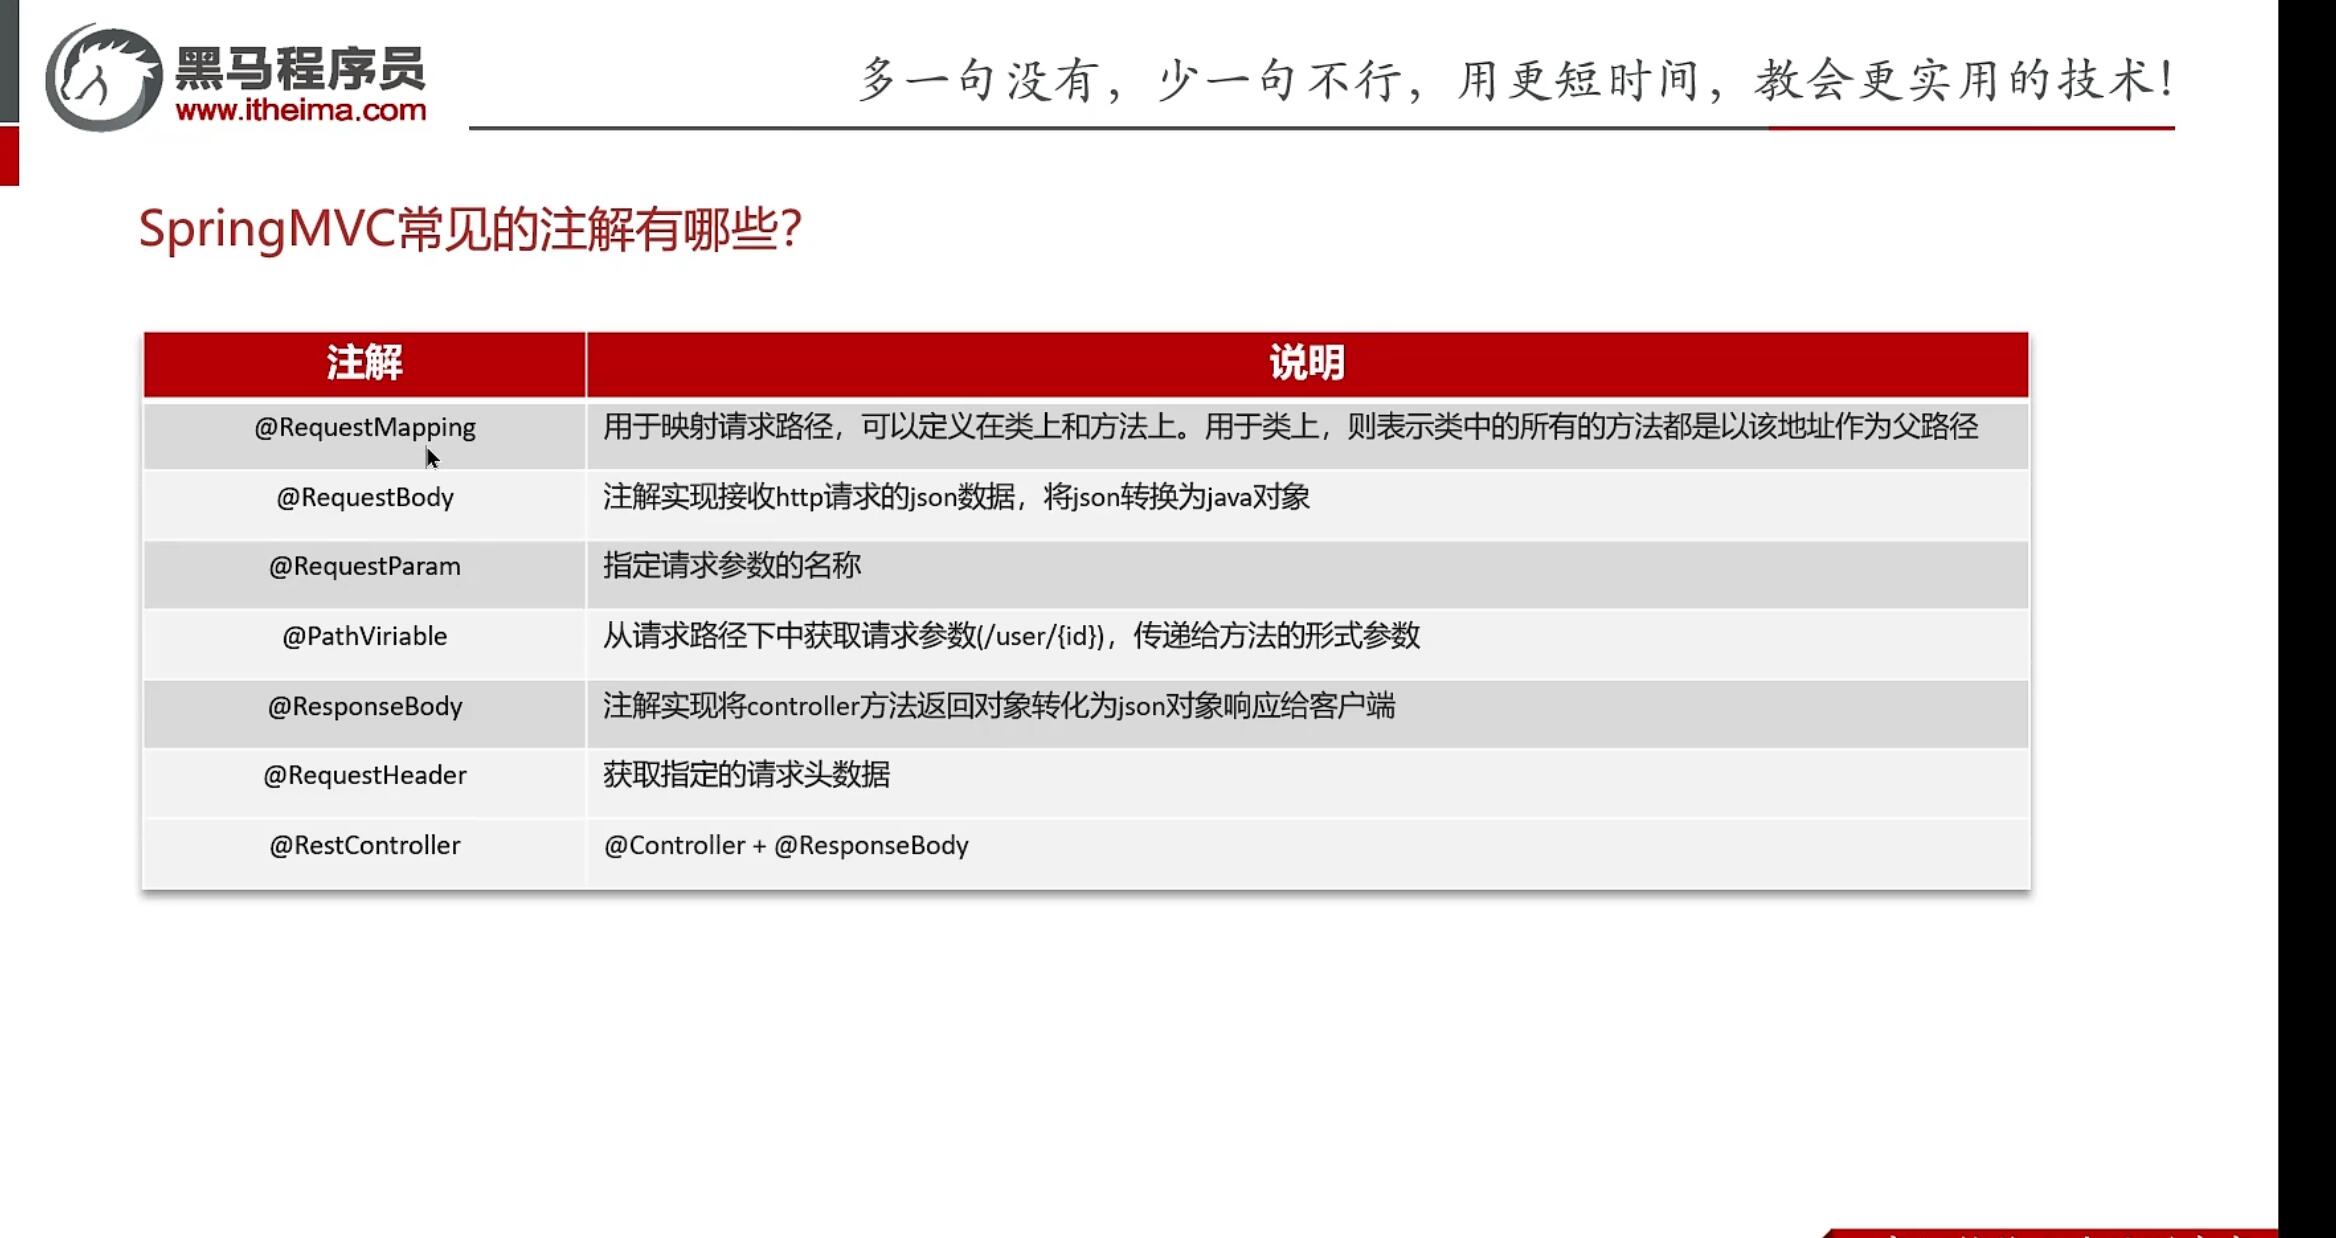 黑马程序员
www.itheima.com
多一句没有，少一句不行，用更短时间，教会更实用的技术！
SpringMVC常见的注解有哪些？
注解 说明
@RequestMapping 用于映射请求路径，可以定义在类上和方法上。用于类上，则表示类中的所有的方法都是以该地址作为父路径
@RequestBody 注解实现接收http请求的json数据，将json转换为java对象
@RequestParam 指定请求参数的名称
@PathViriable 从请求路径下中获取请求参数(/user/{id})，传递给方法的形式参数
@ResponseBody 注解实现将controller方法返回对象转化为json对象响应给客户端
@RequestHeader 获取指定的请求头数据
@RestController @Controller + @ResponseBody